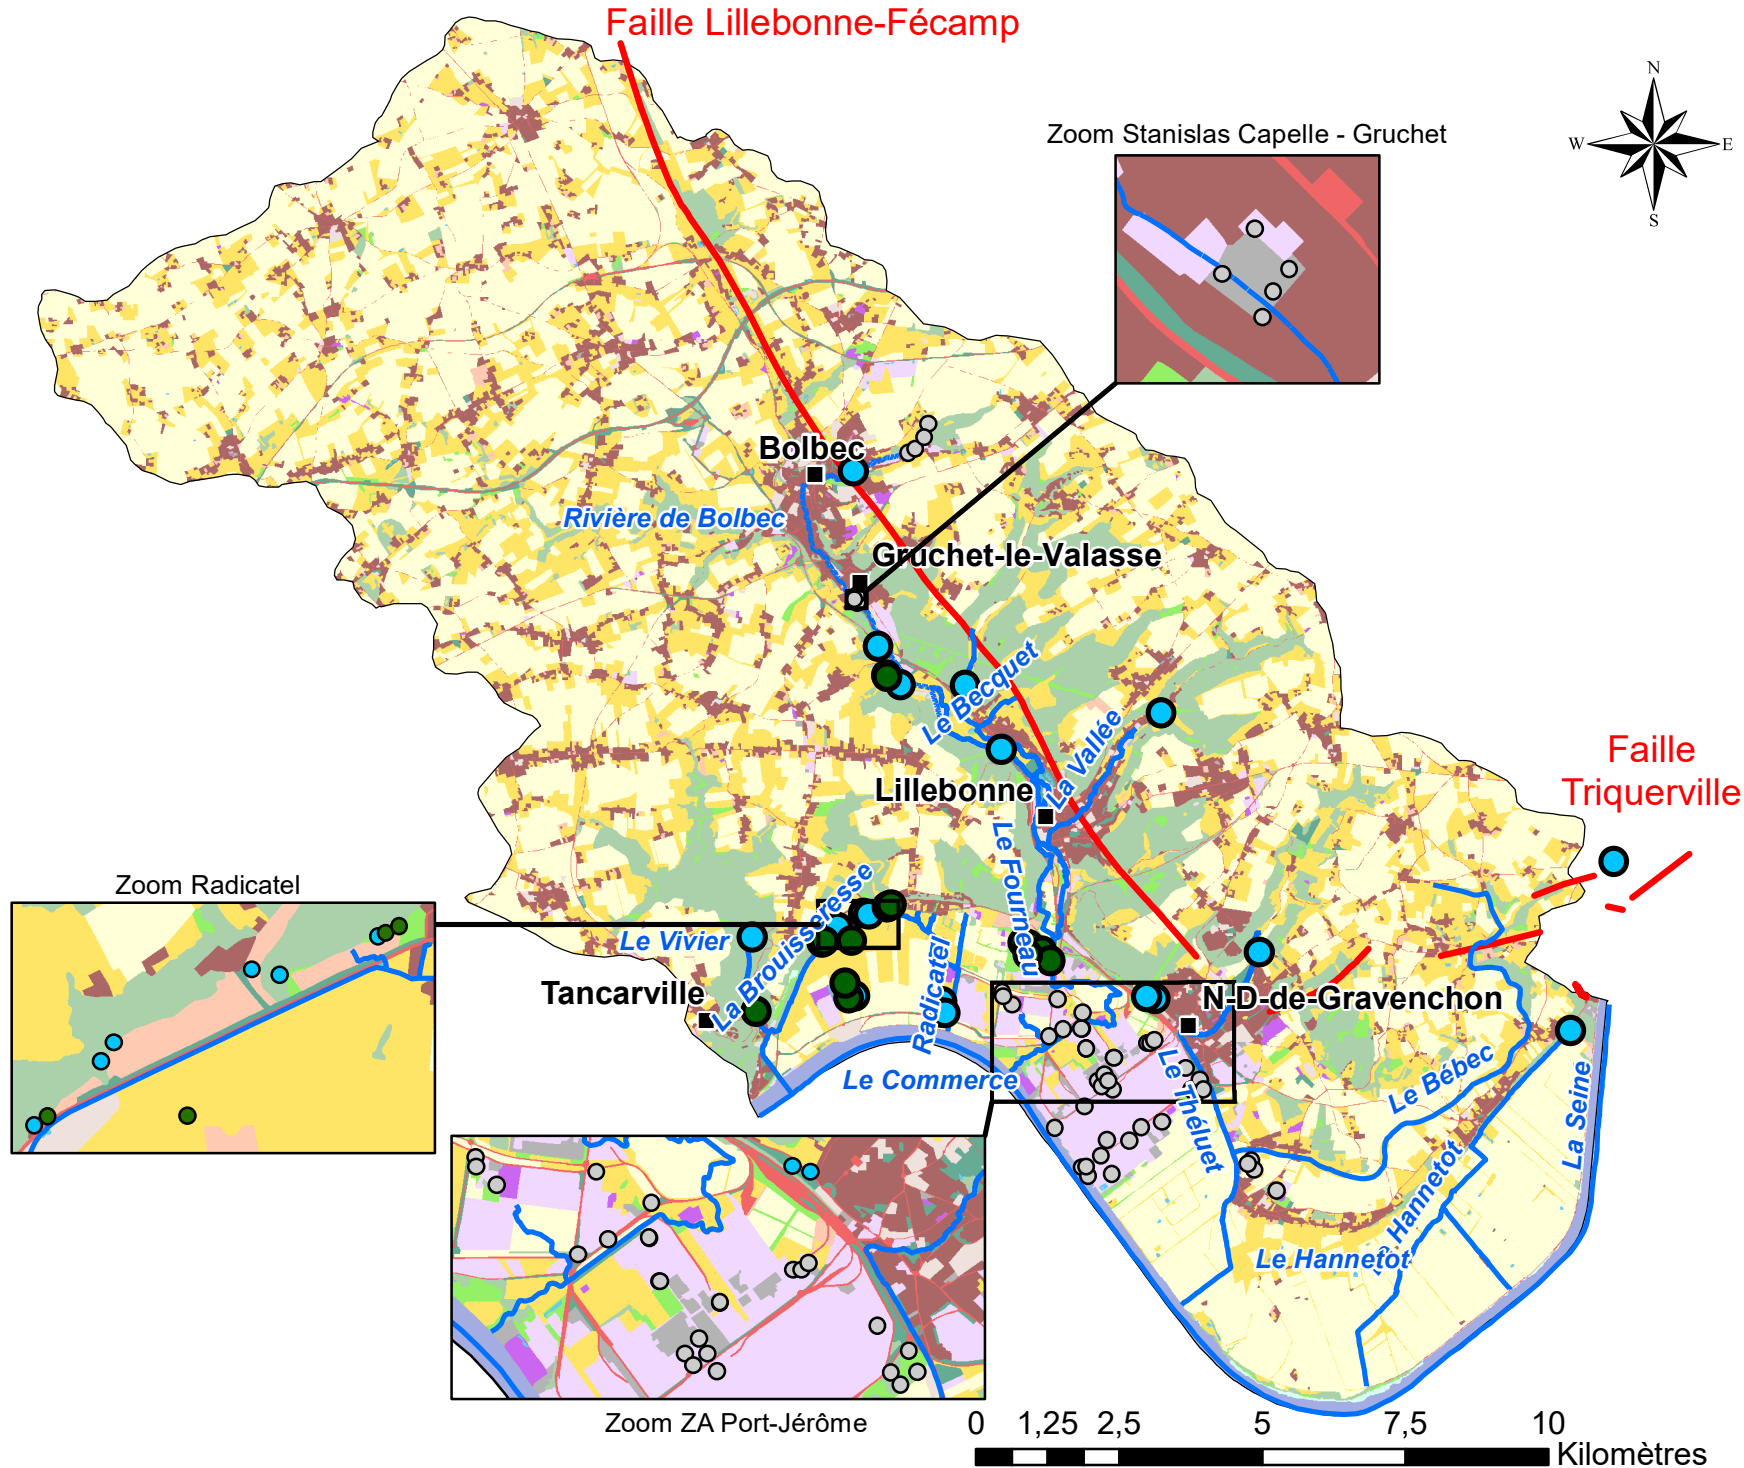 Faille Lillebonne-Fécamp
N
W
E
S
Zoom Stanislas Capelle - Gruchet
Bolbec
Rivière de Bolbec
Gruchet-le-Valasse
Le Becquet
La Vallée
Lillebonne
Faille
Triquerville
Le Fourneau
Zoom Radicatel
La Brouisseresse
Le Vivier
Radicatel
Tancarville
N-D-de-Gravenchon
Le Commerce
Le Théluet
Le Bébec
La Seine
Le Hannetot
Le Hannetot
Zoom ZA Port-Jérôme
0 1,25 2,5 5 7,5 10
Kilomètres